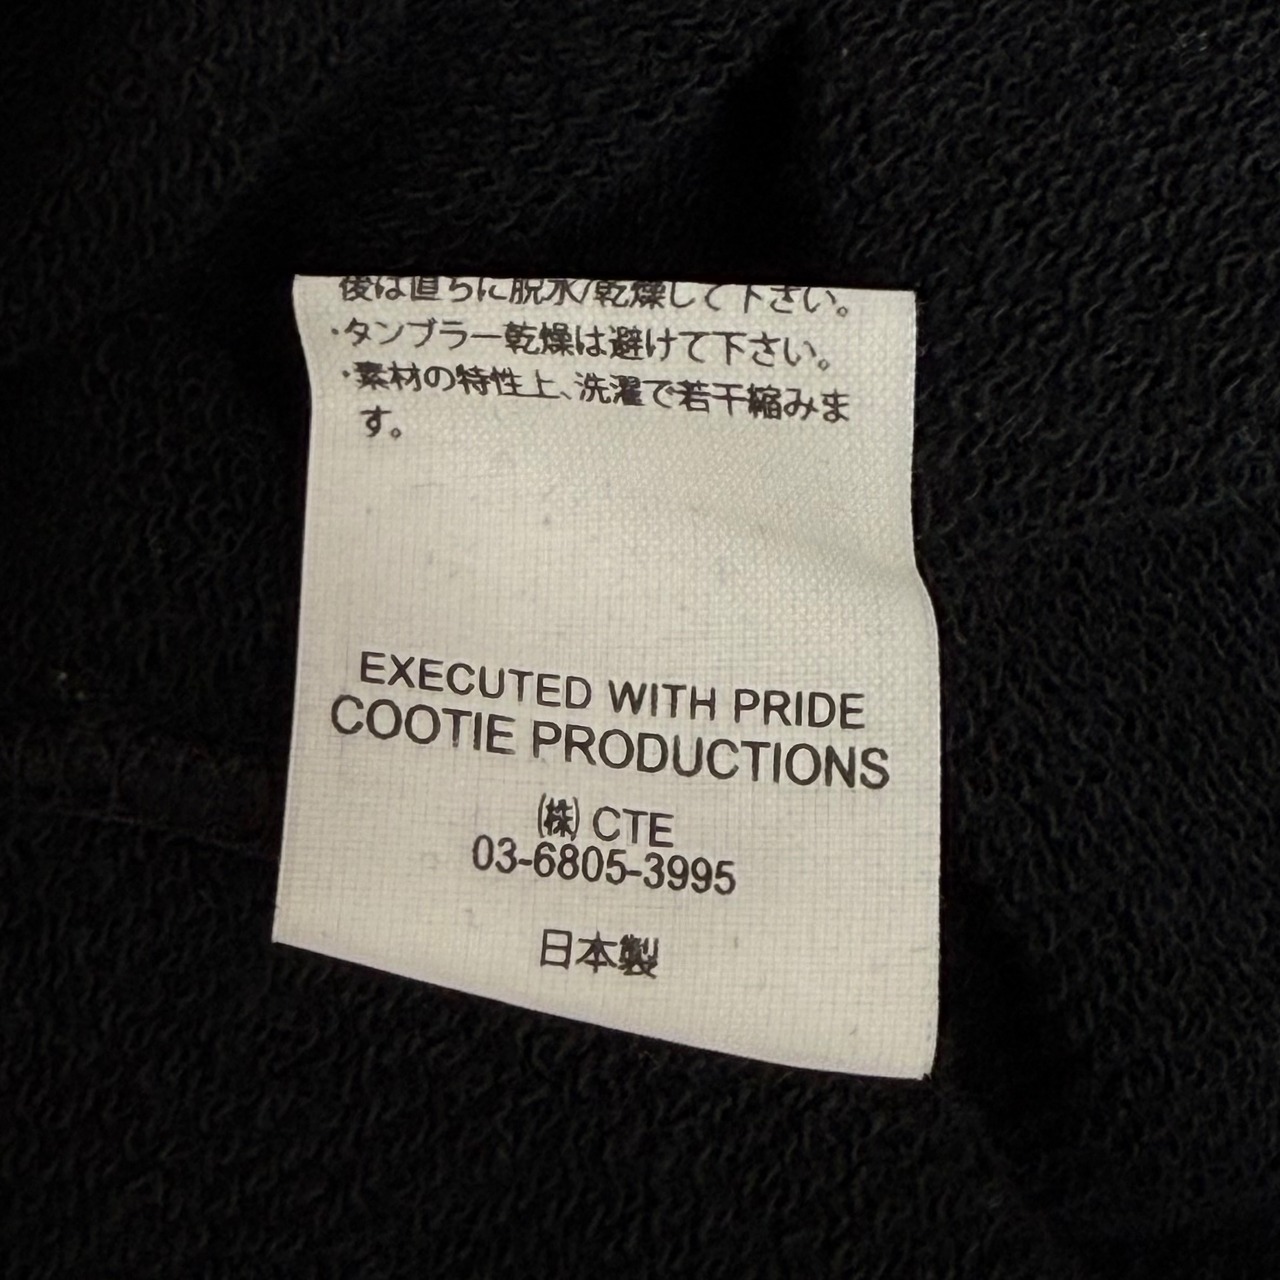 後は直ちに脱水/乾燥して下さい。
・タンブラー乾燥は避けて下さい。
・素材の特性上、洗濯で若干縮みま
す。
EXECUTED WITH PRIDE
COOTIE PRODUCTIONS
㈱ CTE
03-6805-3995
日本製